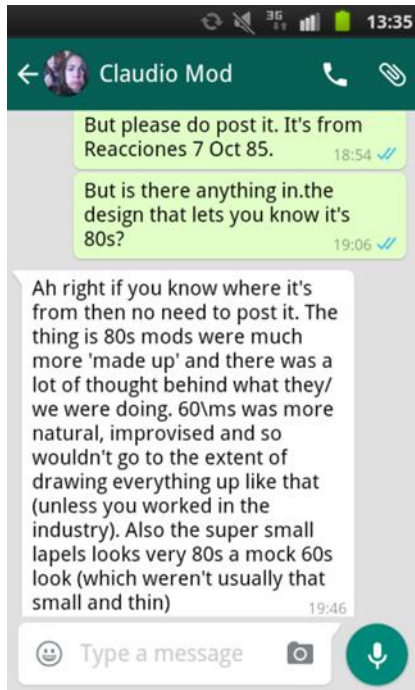 3G 13:35
Claudio Mod
But please do post it. It's from
Reacciones 7 Oct 85.
18:54
But is there anything in.the
design that lets you know it's
80s?
19:06
Ah right if you know where it's
from then no need to post it. The
thing is 80s mods were much
more 'made up' and there was a
lot of thought behind what they/
we were doing. 60\ms was more
natural, improvised and so
wouldn't go to the extent of
drawing everything up like that
(unless you worked in the
industry). Also the super small
lapels looks very 80s a mock 60s
look (which weren't usually that
small and thin)
19:46
Type a message